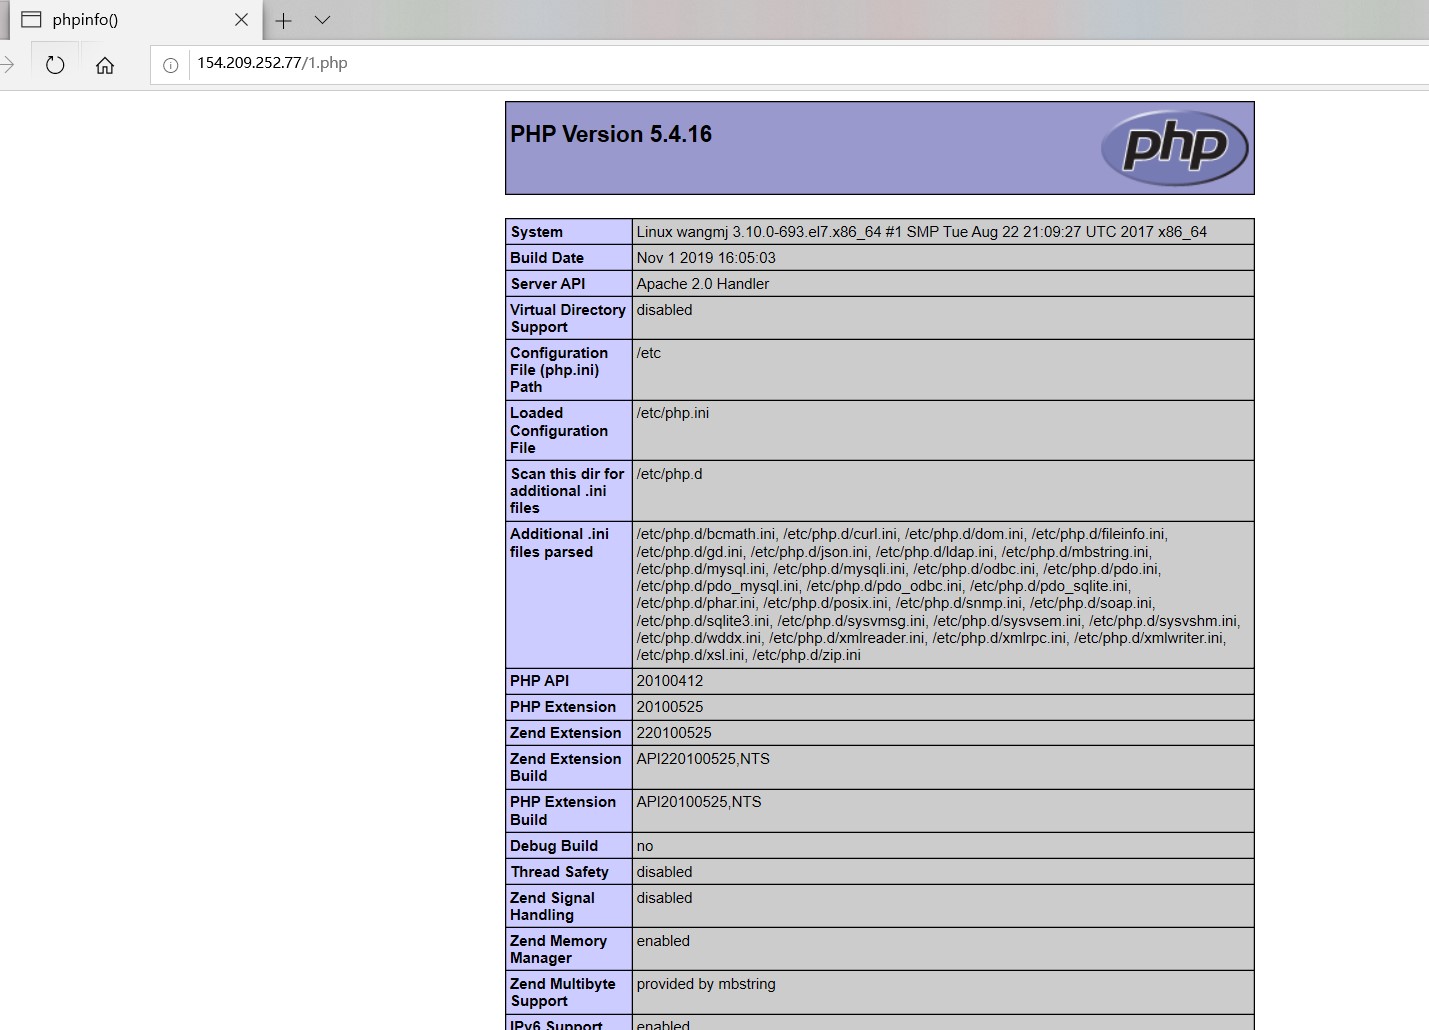 phpinfo()
154.209.252.77/1.php
PHP Version 5.4.16
php
System
Linux wangmj 3.10.0-693.el7.x86_64 #1 SMP Tue Aug 22 21:09:27 UTC 2017 x86_64
Build Date
Nov 1 2019 16:05:03
Server API
Apache 2.0 Handler
Virtual Directory
Support
disabled
Configuration
File (php.ini)
Path
/etc
Loaded
Configuration
File
/etc/php.ini
Scan this dir for
additional .ini
files
/etc/php.d
Additional .ini
files parsed
/etc/php.d/bcmath.ini, /etc/php.d/curl.ini, /etc/php.d/dom.ini, /etc/php.d/fileinfo.ini,
/etc/php.d/gd.ini, /etc/php.d/json.ini, /etc/php.d/ldap.ini, /etc/php.d/mbstring.ini,
/etc/php.d/mysql.ini, /etc/php.d/mysqli.ini, /etc/php.d/odbc.ini, /etc/php.d/pdo.ini,
/etc/php.d/pdo_mysql.ini, /etc/php.d/pdo_odbc.ini, /etc/php.d/pdo_sqlite.ini,
/etc/php.d/phar.ini, /etc/php.d/posix.ini, /etc/php.d/snmp.ini, /etc/php.d/soap.ini,
/etc/php.d/sqlite3.ini, /etc/php.d/sysvmsg.ini, /etc/php.d/sysvsem.ini, /etc/php.d/sysvshm.ini,
/etc/php.d/wddx.ini, /etc/php.d/xmlreader.ini, /etc/php.d/xmlrpc.ini, /etc/php.d/xmlwriter.ini,
/etc/php.d/xsl.ini, /etc/php.d/zip.ini
PHP API
20100412
PHP Extension
20100525
Zend Extension
220100525
Zend Extension
Build
API220100525,NTS
PHP Extension
Build
API20100525,NTS
Debug Build
no
Thread Safety
disabled
Zend Signal
Handling
disabled
Zend Memory
Manager
enabled
Zend Multibyte
Support
provided by mbstring
IPv6 Support
enabled